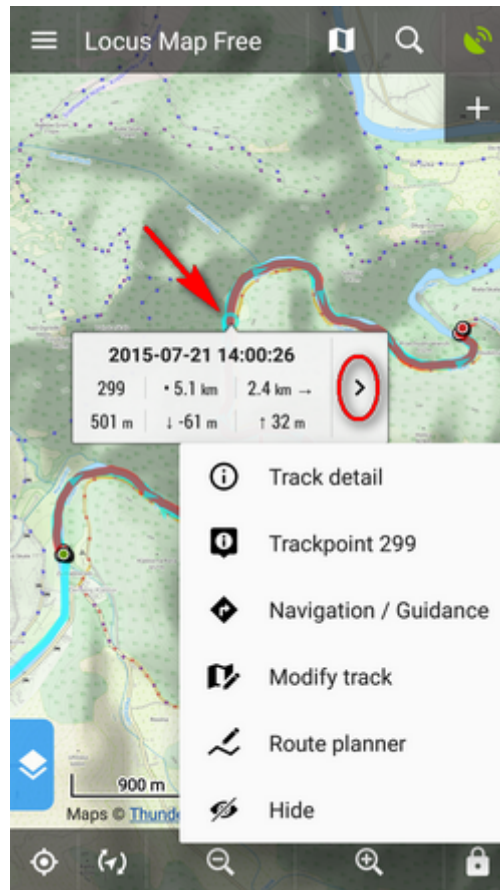 Locus Map Free
2015-07-21 14:00:26
299 • 5.1 km 2.4 km →
501 m ↓ -61 m ↑ 32 m
Track detail
Trackpoint 299
Navigation / Guidance
Modify track
Route planner
Hide
900 m
Maps © Thunde